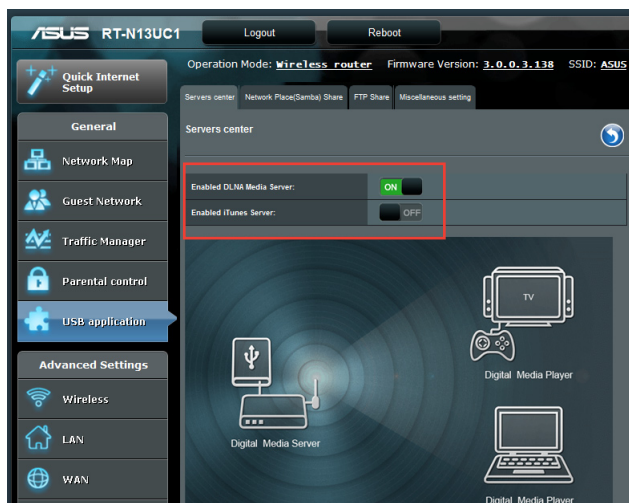 ASUS RT-N13UC1
Logout
Reboot
Quick Internet
Setup
Operation Mode: Wireless router Firmware Version: 3.0.0.3.138 SSID: ASUS
Servers center
Network Place(Samba) Share
FTP Share
Miscellaneous setting
General
Network Map
Guest Network
Traffic Manager
Parental control
USB application
Advanced Settings
Wireless
LAN
WAN
Servers center
Enabled DLNA Media Server:
ON
Enabled iTunes Server:
OFF
TV
Digital Media Player
Digital Media Server
Digital Media Player